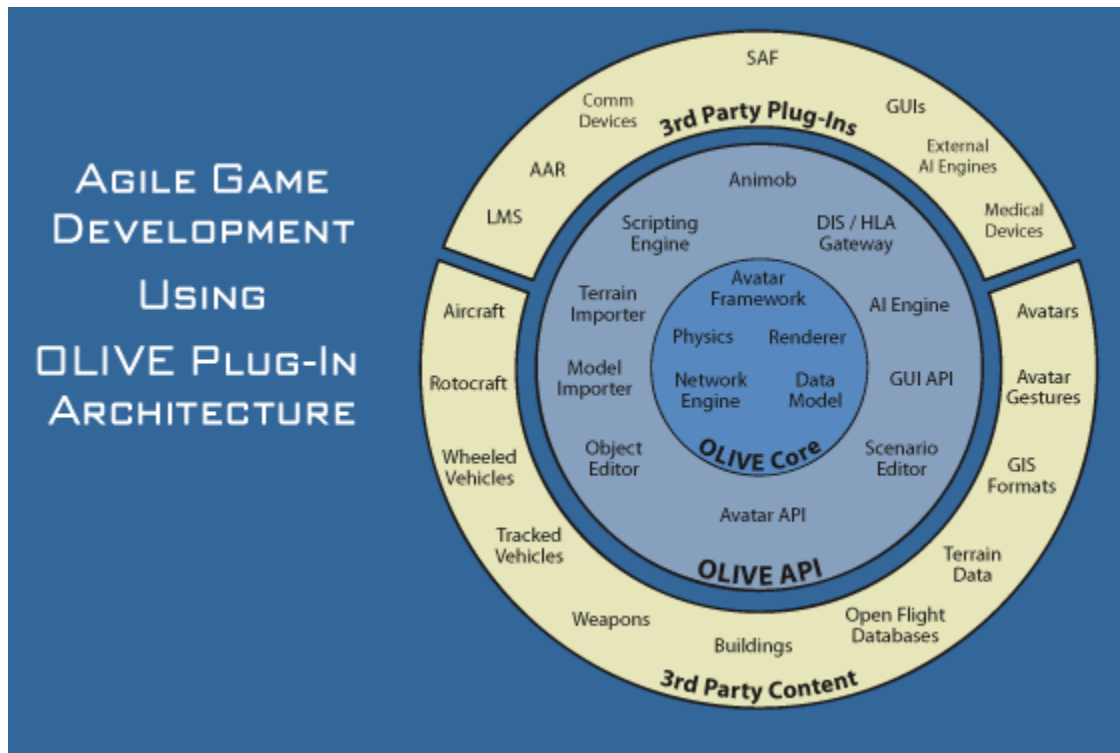 AGILE GAME
DEVELOPMENT
USING
OLIVE PLUG-IN
ARCHITECTURE
SAF
Comm
Devices
GUIs
3rd Party Plug-Ins
External
AI Engines
AAR
LMS
Medical
Devices
Animob
Scripting
Engine
DIS / HLA
Gateway
Terrain
Importer
AI Engine
Model
Importer
GUI API
Object
Editor
Scenario
Editor
Avatar API
OLIVE API
Avatar
Framework
Physics
Renderer
Network
Engine
Data
Model
OLIVE Core
Aircraft
Avatars
Rotocraft
Avatar
Gestures
Wheeled
Vehicles
GIS
Formats
Tracked
Vehicles
Terrain
Data
Weapons
Buildings
Open Flight
Databases
3rd Party Content